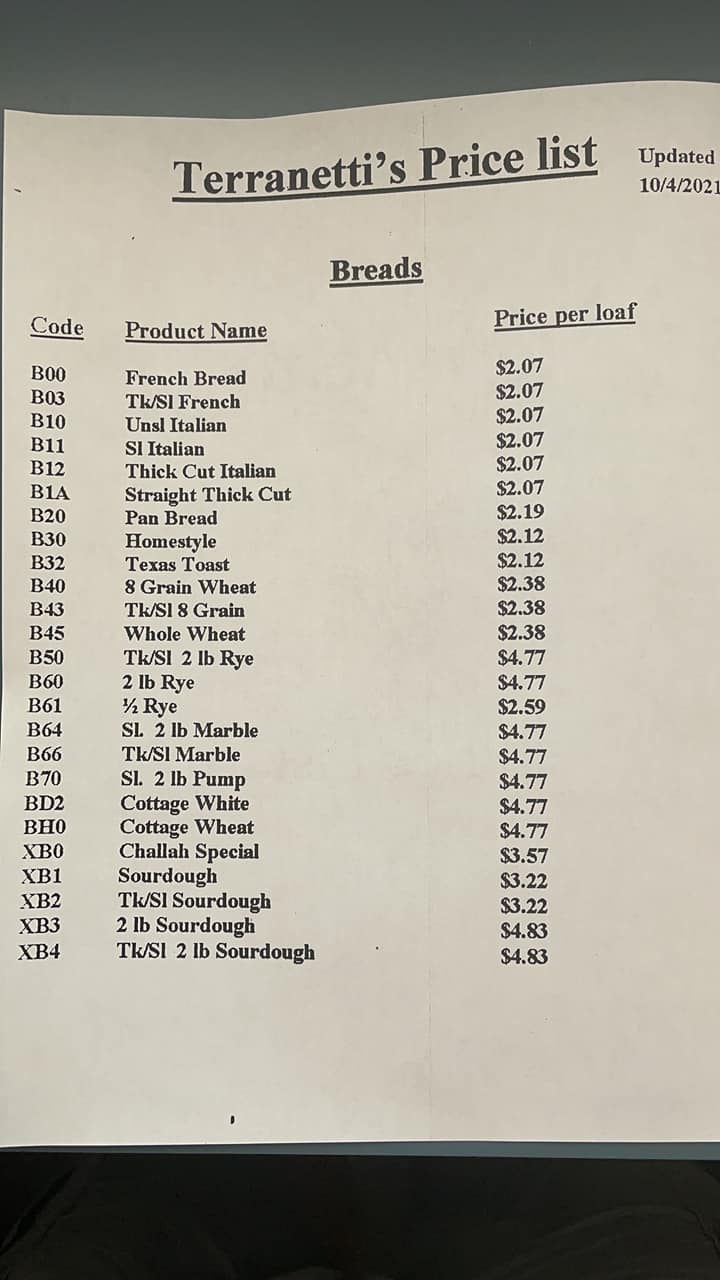 Terranetti's Price list Updated
10/4/2021
Breads
Code Product Name Price per loaf
B00 French Bread $2.07
B03 Tk/Sl French $2.07
B10 Unsl Italian $2.07
B11 Sl Italian $2.07
B12 Thick Cut Italian $2.07
B1A Straight Thick Cut $2.07
B20 Pan Bread $2.19
B30 Homestyle $2.12
B32 Texas Toast $2.12
B40 8 Grain Wheat $2.38
B43 Tk/Sl 8 Grain $2.38
B45 Whole Wheat $2.38
B50 Tk/Sl 2 lb Rye $4.77
B60 2 lb Rye $4.77
B61 ½ Rye $2.59
B64 Sl. 2 lb Marble $4.77
B66 Tk/Sl Marble $4.77
B70 Sl. 2 lb Pump $4.77
BD2 Cottage White $4.77
BH0 Cottage Wheat $4.77
XB0 Challah Special $3.57
XB1 Sourdough $3.22
XB2 Tk/Sl Sourdough $3.22
XB3 2 lb Sourdough $4.83
XB4 Tk/Sl 2 lb Sourdough $4.83